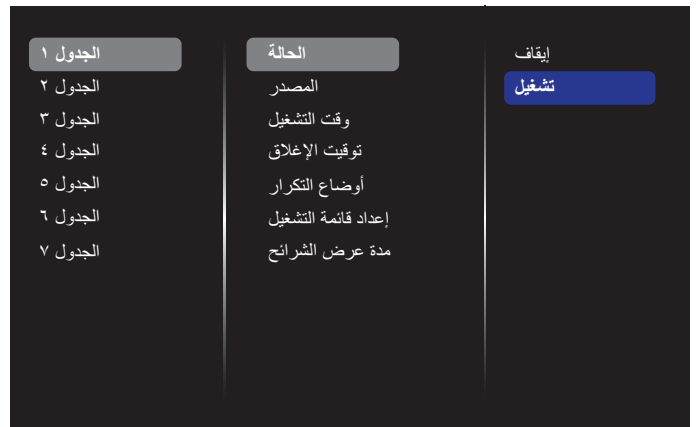 الجدول ١
الجدول ٢
الجدول ٣
الجدول ٤
الجدول ٥
الجدول ٦
الجدول ٧
الحالة
المصدر
وقت التشغيل
توقيت الإغلاق
أوضاع التكرار
إعداد قائمة التشغيل
مدة عرض الشرائح
إيقاف
تشغيل